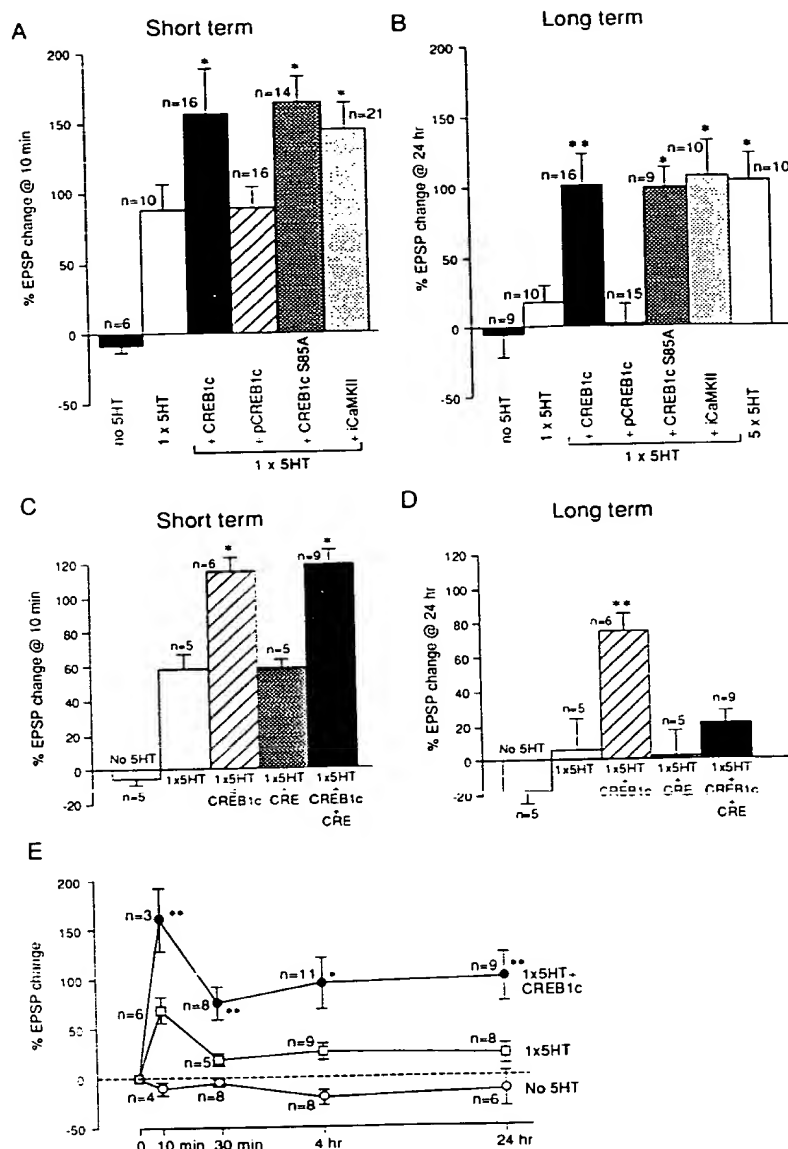 A
Short term
% EPSP change @ 10 min
200
150
100
50
0
-50
n=6
n=10
*
n=16
n=16
*
n=14
*
n=21
no 5HT
1 x 5HT
+ CREB1c
+ pCREB1c
+ CREB1c S85A
+ iCaMKII
1 x 5HT
B
Long term
% EPSP change @ 24 hr
200
150
100
50
0
-50
n=9
n=10
**
n=16
n=15
*
n=9
*
n=10
*
n=10
no 5HT
1 x 5HT
+ CREB1c
+ pCREB1c
+ CREB1c S85A
+ iCaMKII
5 x 5HT
1 x 5HT
C
Short term
% EPSP change @ 10 min
120
100
80
60
40
20
0
-20
No 5HT
n=5
n=5
*
n=6
n=5
*
n=9
1x5HT
1x5HT
+
CREB1c
1x5HT
+
CRE
1x5HT
+
CREB1c
+
CRE
D
Long term
% EPSP change @ 24 hr
120
100
80
60
40
20
0
-20
No 5HT
n=5
n=5
**
n=6
n=5
n=9
1x5HT
1x5HT
+
CREB1c
1x5HT
+
CRE
1x5HT
+
CREB1c
+
CRE
E
% EPSP change
200
150
100
50
0
-50
n=3
**
n=8
**
n=11
*
n=9
**
1x5HT+
CREB1c
n=6
n=5
n=9
n=8
1x5HT
n=4
n=8
n=8
n=6
No 5HT
0
10 min
30 min
4 hr
24 hr